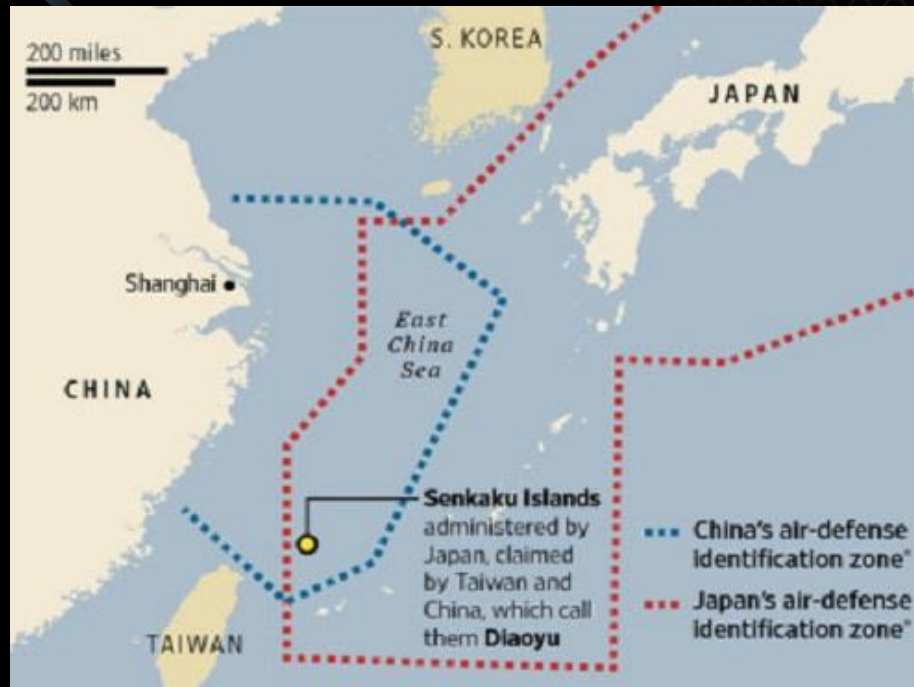 200 miles
200 km
S. KOREA
JAPAN
Shanghai
East
China
Sea
CHINA
Senkaku Islands
administered by
Japan, claimed
by Taiwan and
China, which call
them Diaoyu
TAIWAN
China's air-defense
identification zone*
Japan's air-defense
identification zone*